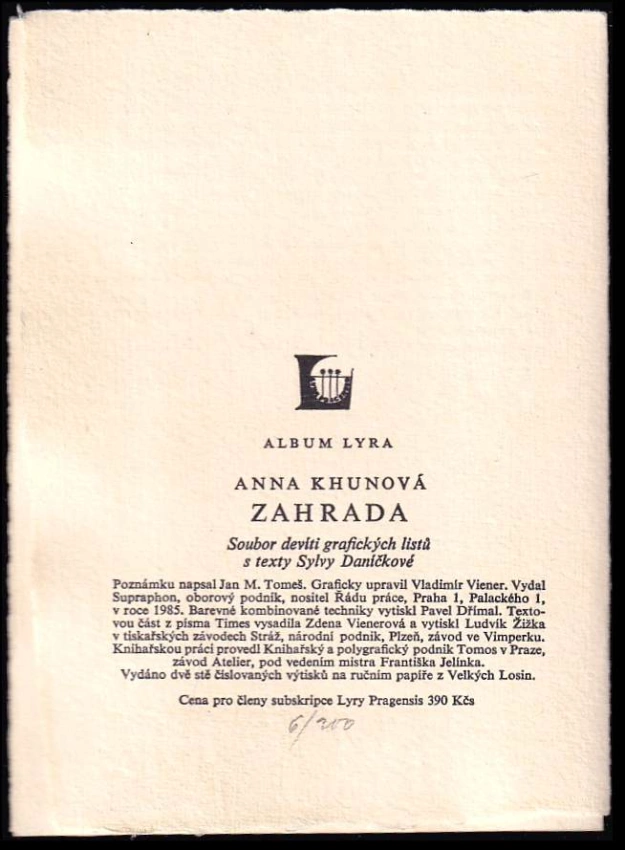 ALBUM LYRA
ANNA KHUNOVÁ
ZAHRADA
Soubor devíti grafických listů
s texty Sylvy Daníčkové
Poznámku napsal Jan M. Tomeš. Graficky upravil Vladimír Viener. Vydal
Supraphon, oborový podnik, nositel Řádu práce, Praha 1, Palackého 1,
v roce 1985. Barevné kombinované techniky vytiskl Pavel Dřímal. Texto-
vou část z písma Times vysadila Zdena Vienerová a vytiskl Ludvík Žižka
v tiskařských závodech Stráž, národní podnik, Plzeň, závod ve Vimperku.
Knihařskou práci provedl Knihařský a polygrafický podnik Tomos v Praze,
závod Atelier, pod vedením mistra Františka Jelínka.
Vydáno dvě stě číslovaných výtisků na ručním papíře z Velkých Losin.
Cena pro členy subskripce Lyry Pragensis 390 Kčs
6/200